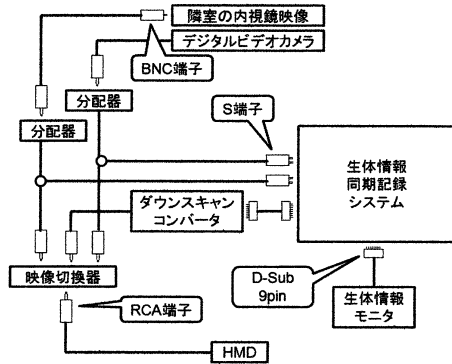 隣室の内視鏡映像
デジタルビデオカメラ
BNC端子
分配器
分配器
S端子
生体情報
同期記録
システム
ダウンスキャン
コンバータ
映像切換器
D-Sub
9pin
RCA端子
生体情報
モニタ
HMD